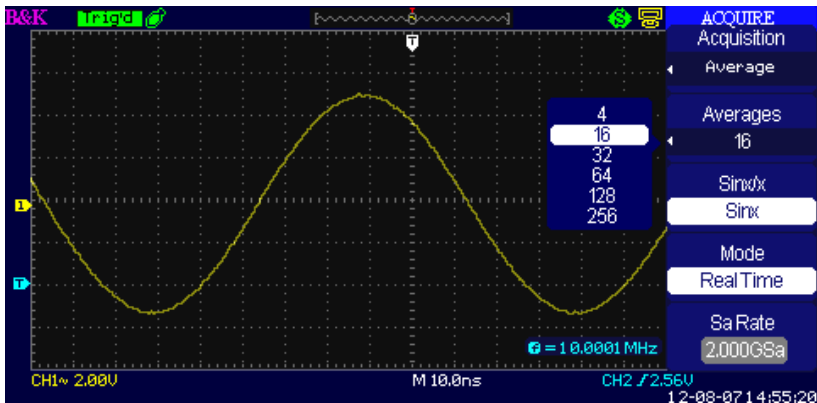 B&K Trig'd S ACQUIRE
T
Acquisition
Average
Averages
16
4
16
32
64
128
256
Sinx/x
Sinx
1
Mode
Real Time
T
Sa Rate
2.000GSa
f = 10.0001 MHz
CH1~ 2.00V M 10.0ns CH2 / 2.56V
12-08-07 14:55:20